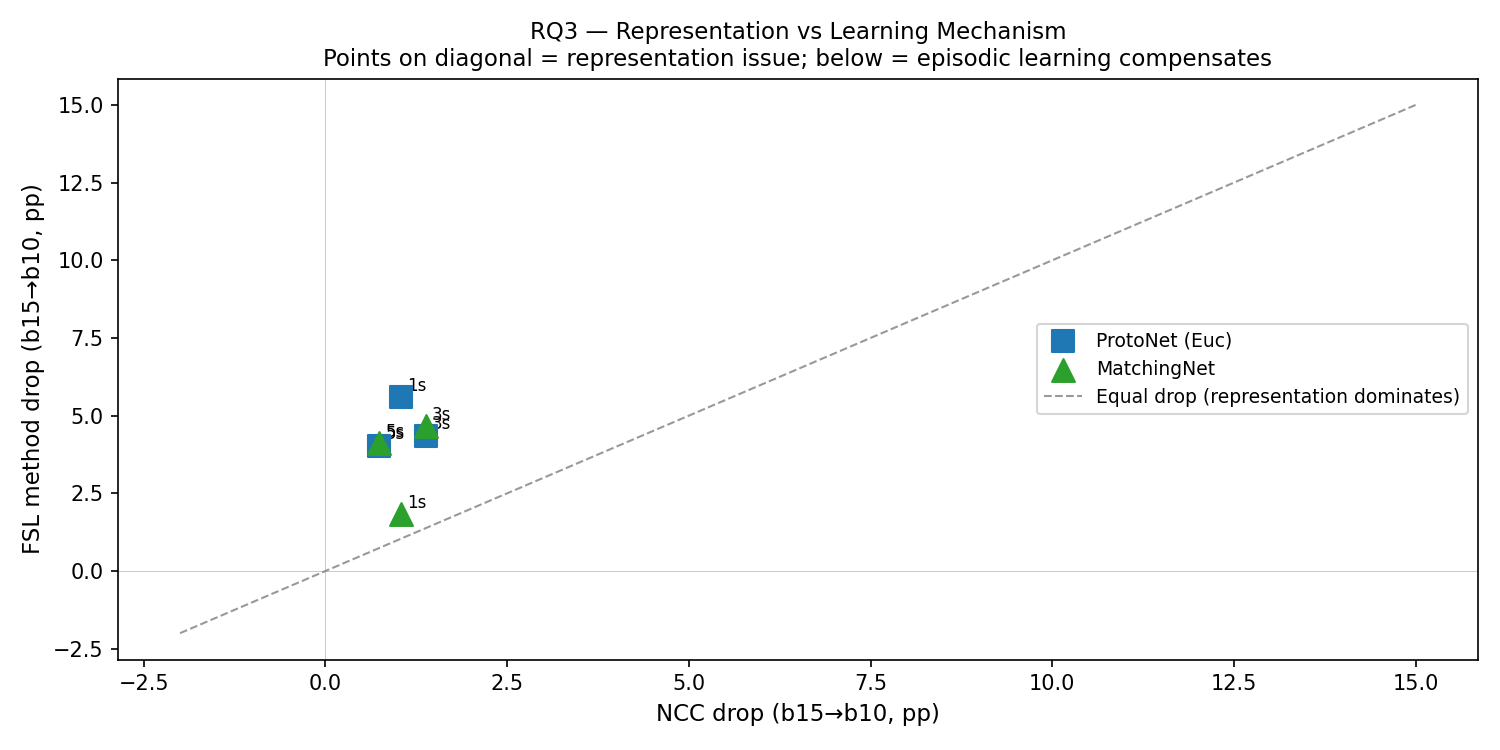 RQ3 — Representation vs Learning Mechanism
Points on diagonal = representation issue; below = episodic learning compensates
FSL method drop (b15→b10, pp)
15.0
12.5
10.0
7.5
5.0
2.5
0.0
−2.5
1s
3s
3s
5s
5s
1s
ProtoNet (Euc)
MatchingNet
Equal drop (representation dominates)
−2.5
0.0
2.5
5.0
7.5
10.0
12.5
15.0
NCC drop (b15→b10, pp)